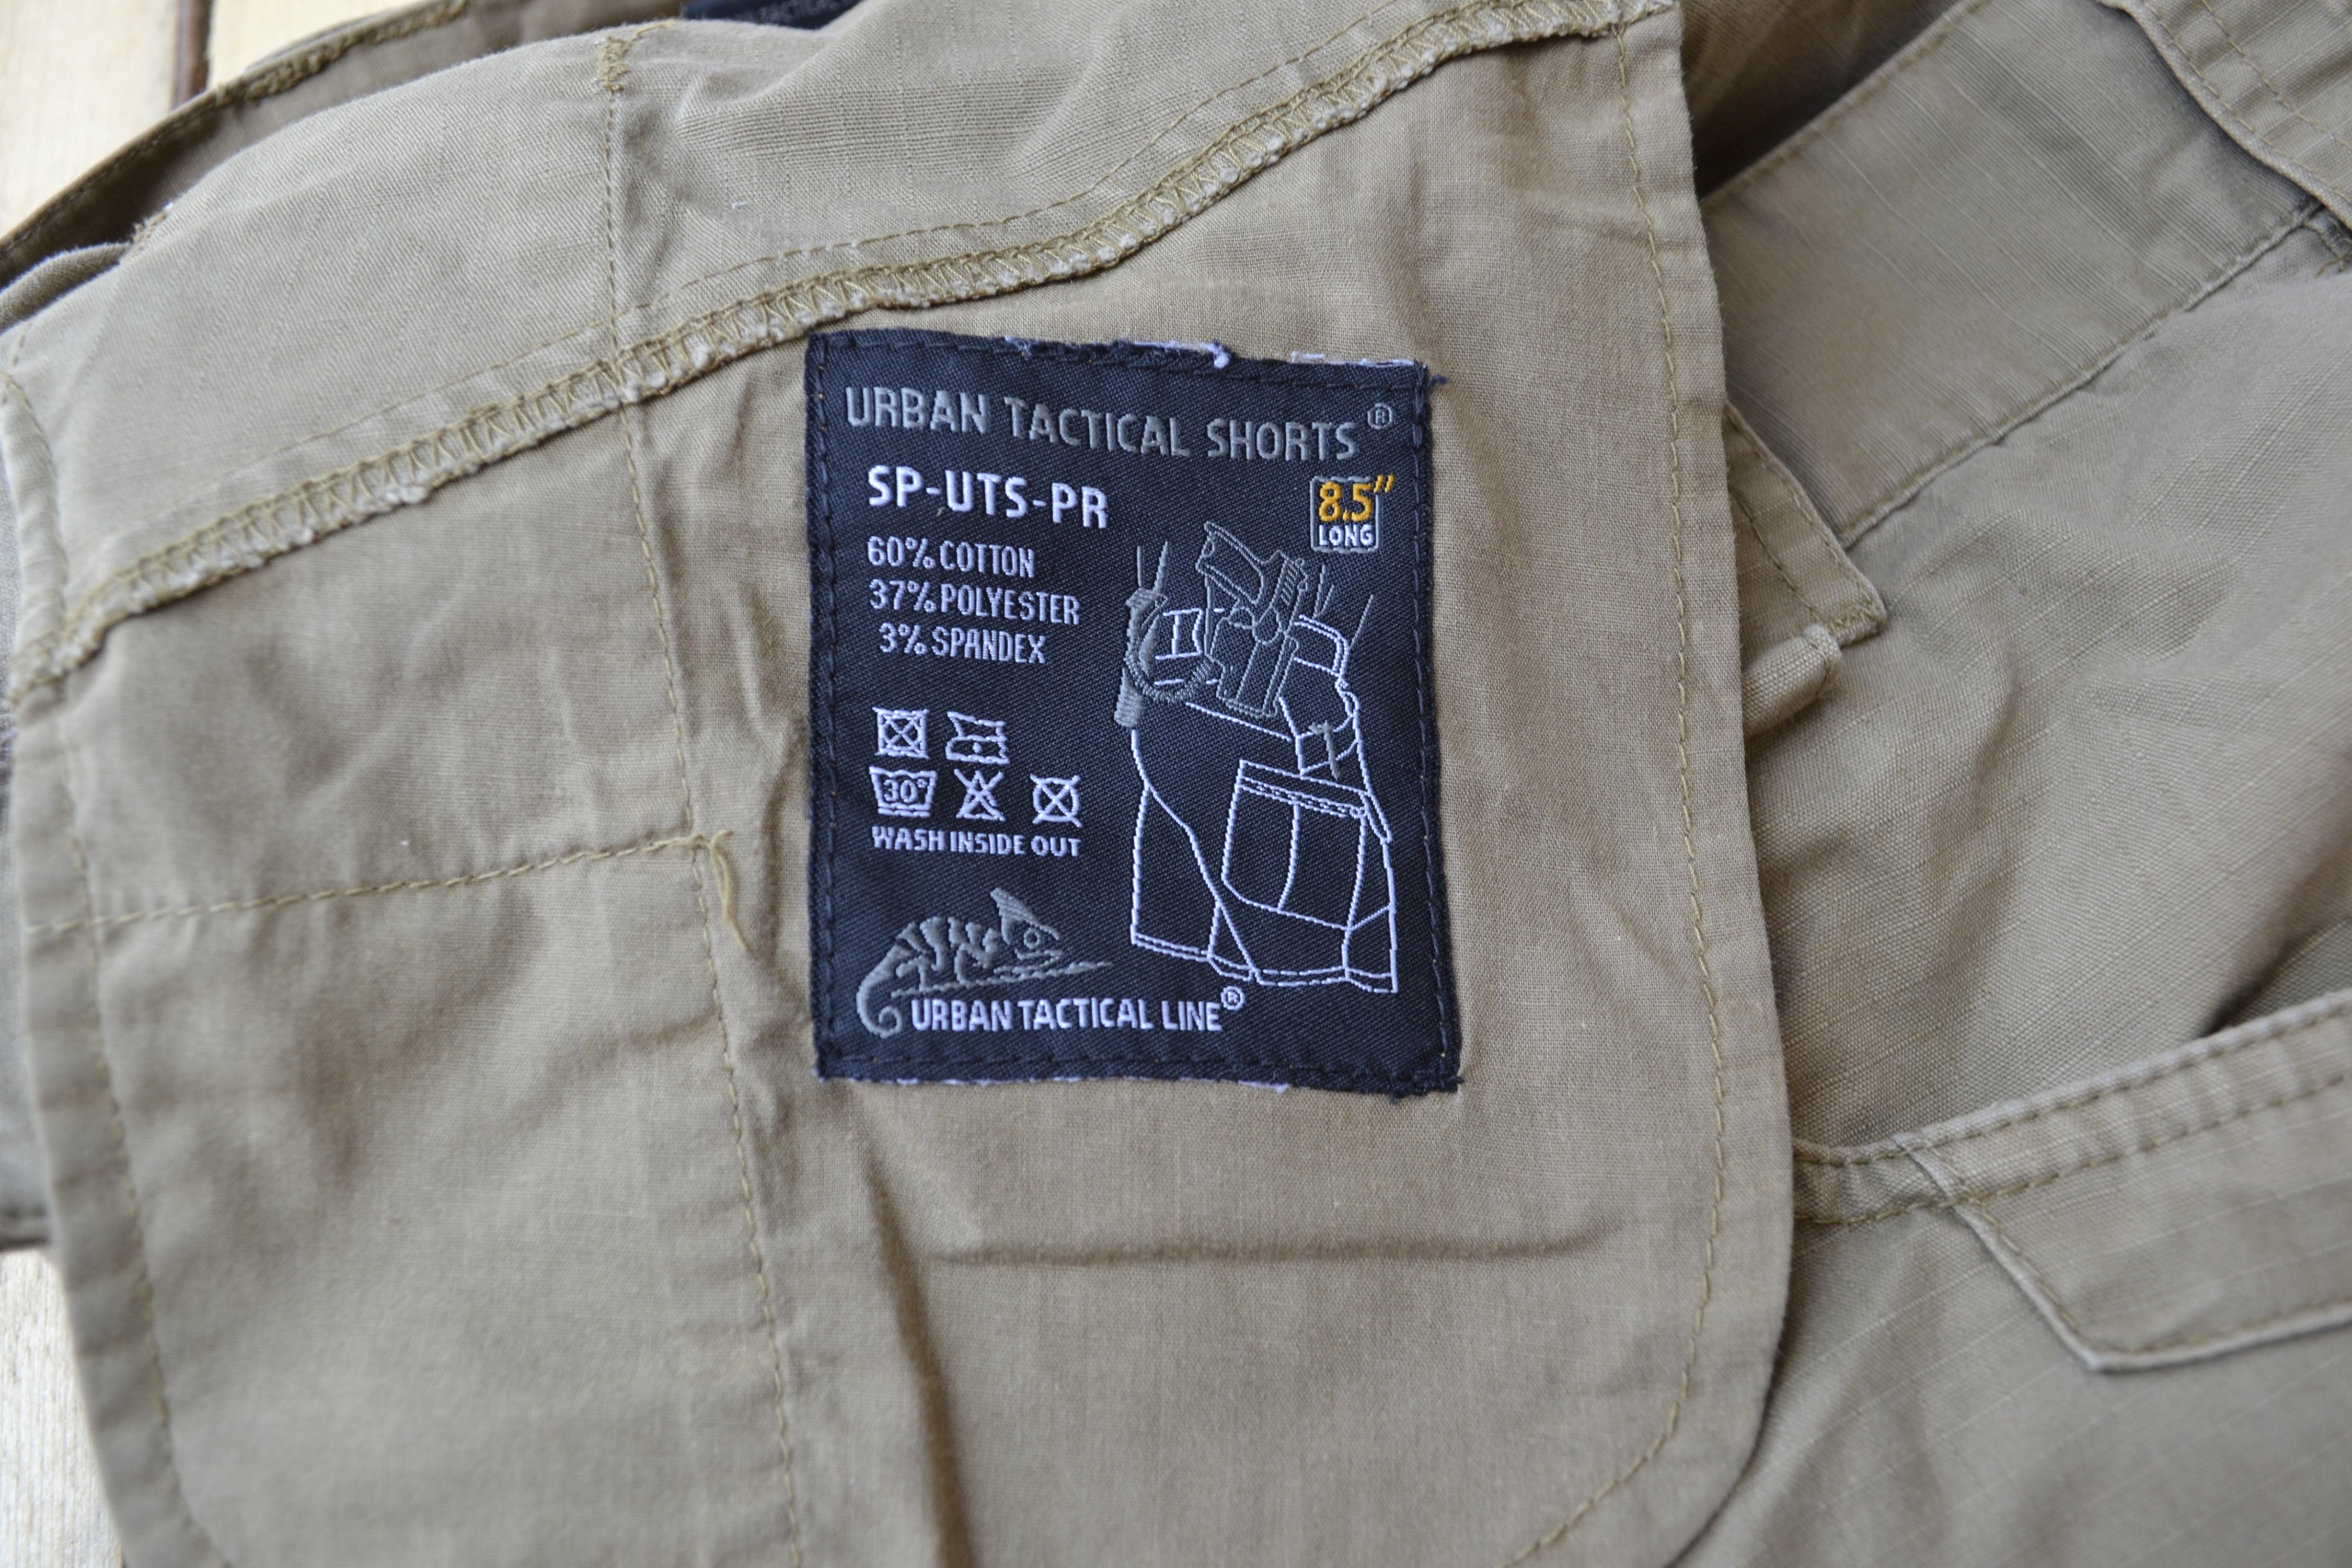 URBAN TACTICAL SHORTS®
SP-UTS-PR
8.5"
LONG
60% COTTON
37% POLYESTER
3% SPANDEX
30°
WASH INSIDE OUT
URBAN TACTICAL LINE®